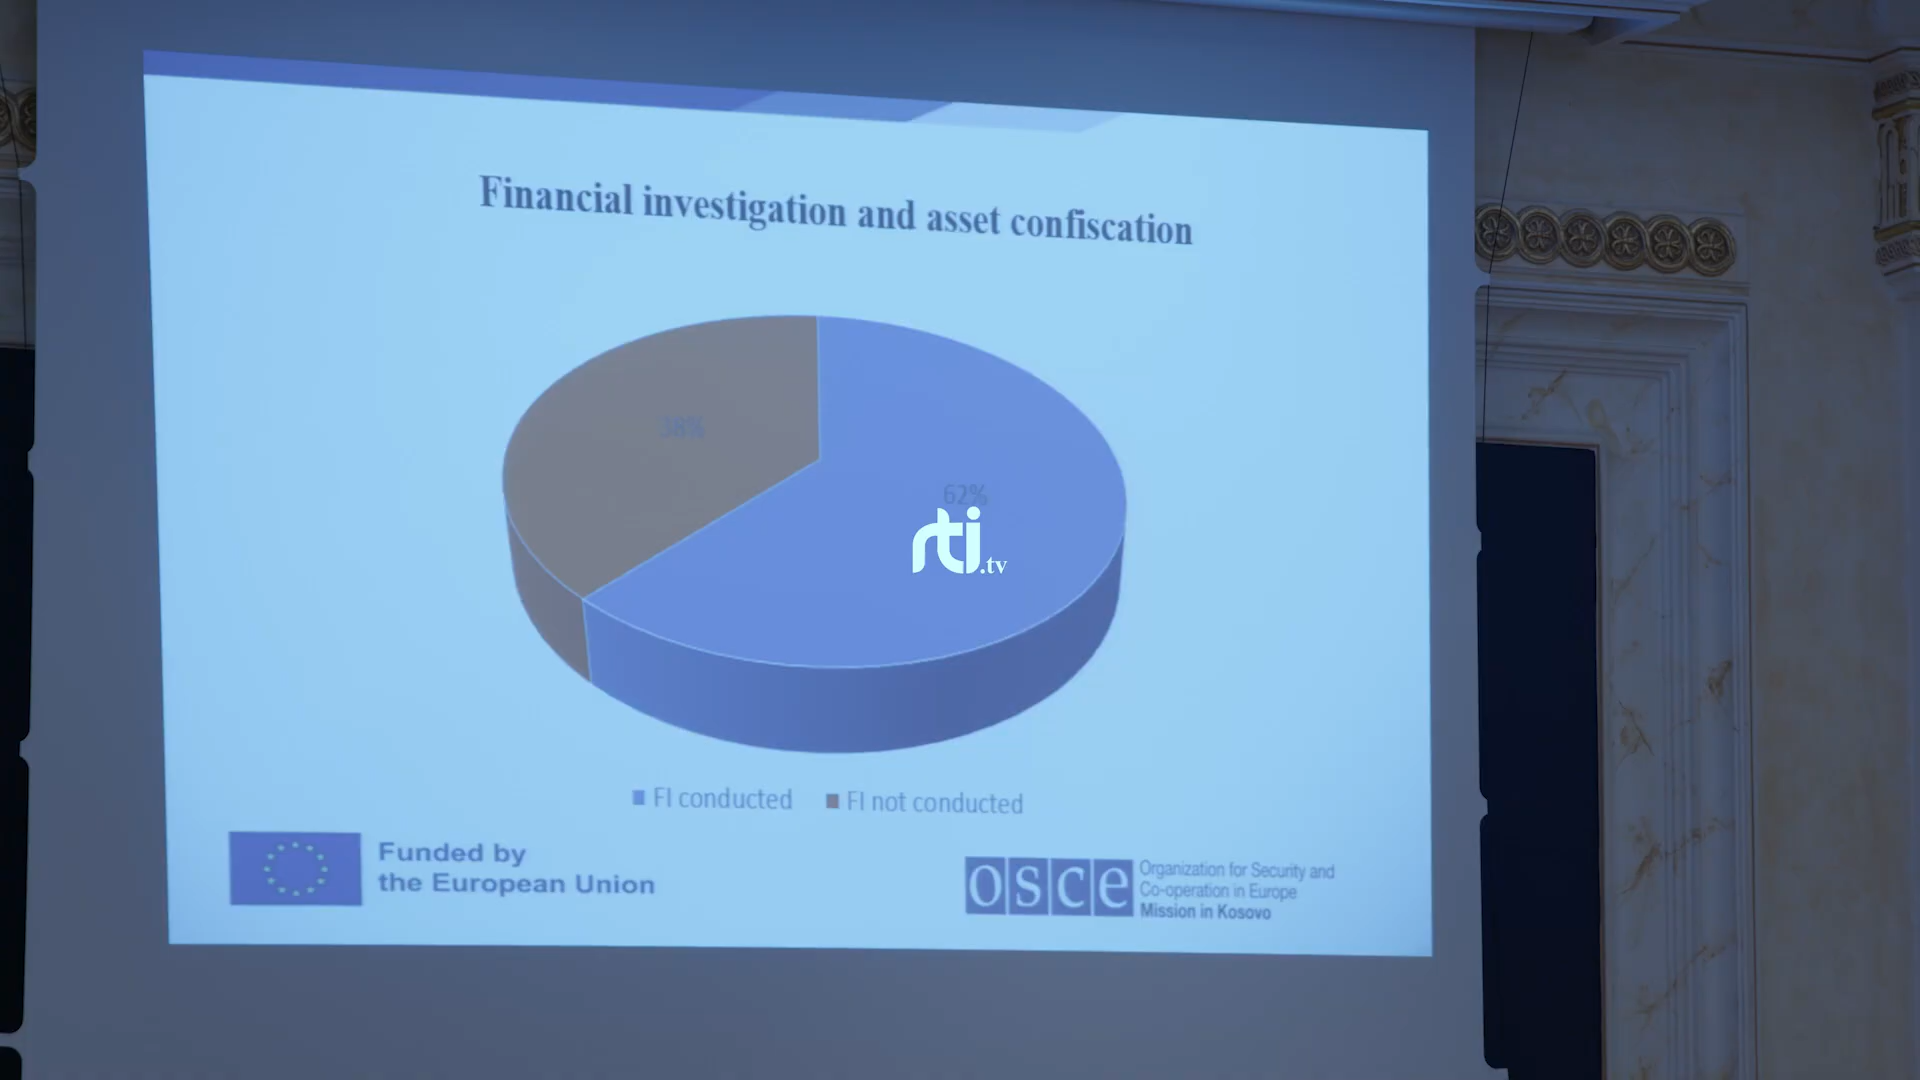 Financial investigation and asset confiscation
38%
62%
rti.tv
FI conducted
FI not conducted
Funded by
the European Union
osce
Organization for Security and
Co-operation in Europe
Mission in Kosovo